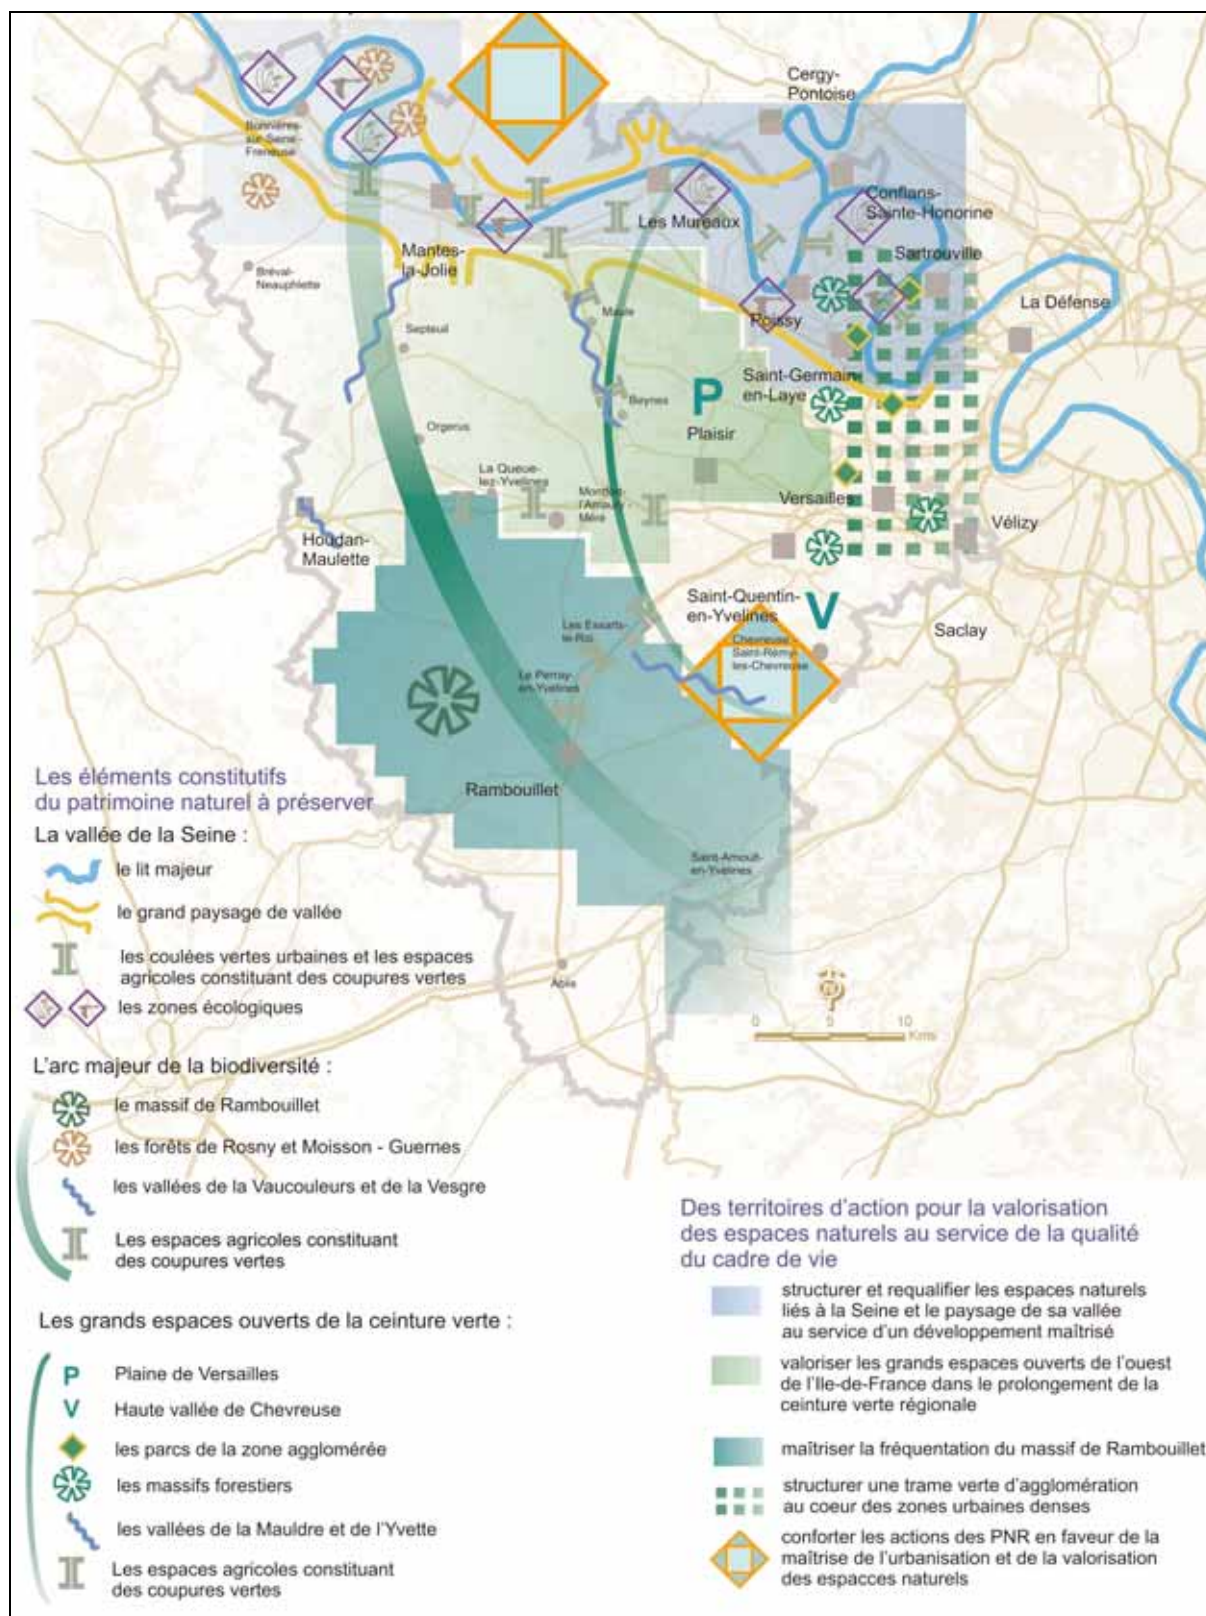 Cergy-
Pontoise
Bonnières-
sur-Seine -
Freneuse
Conflans-
Sainte-Honorine
Les Mureaux
Sartrouville
Mantes-
la-Jolie
Bréval-
Neauphlette
La Défense
Maule
Poissy
Septeuil
Saint-Germain-
en-Laye
P
Beynes
Plaisir
Orgerus
La Queue-
lez-Yvelines
Montfort-
l'Amaury -
Méré
Versailles
Vélizy
Houdan-
Maulette
Saint-Quentin-
en-Yvelines
V
Les Essarts-
le-Roi
Saclay
Chevreuse -
Saint-Rémy-
les-Chevreuse
Le Perray-
en-Yvelines
Rambouillet
Saint-Arnoult-
en-Yvelines
Ablis
N
0 5 10
Kms
Les éléments constitutifs
du patrimoine naturel à préserver
La vallée de la Seine :
le lit majeur
le grand paysage de vallée
les coulées vertes urbaines et les espaces
agricoles constituant des coupures vertes
les zones écologiques
L'arc majeur de la biodiversité :
le massif de Rambouillet
les forêts de Rosny et Moisson - Guernes
les vallées de la Vaucouleurs et de la Vesgre
Les espaces agricoles constituant
des coupures vertes
Les grands espaces ouverts de la ceinture verte :
P Plaine de Versailles
V Haute vallée de Chevreuse
les parcs de la zone agglomérée
les massifs forestiers
les vallées de la Mauldre et de l'Yvette
Les espaces agricoles constituant
des coupures vertes
Des territoires d'action pour la valorisation
des espaces naturels au service de la qualité
du cadre de vie
structurer et requalifier les espaces naturels
liés à la Seine et le paysage de sa vallée
au service d'un développement maîtrisé
valoriser les grands espaces ouverts de l'ouest
de l'Ile-de-France dans le prolongement de la
ceinture verte régionale
maîtriser la fréquentation du massif de Rambouillet
structurer une trame verte d'agglomération
au coeur des zones urbaines denses
conforter les actions des PNR en faveur de la
maîtrise de l'urbanisation et de la valorisation
des espacces naturels